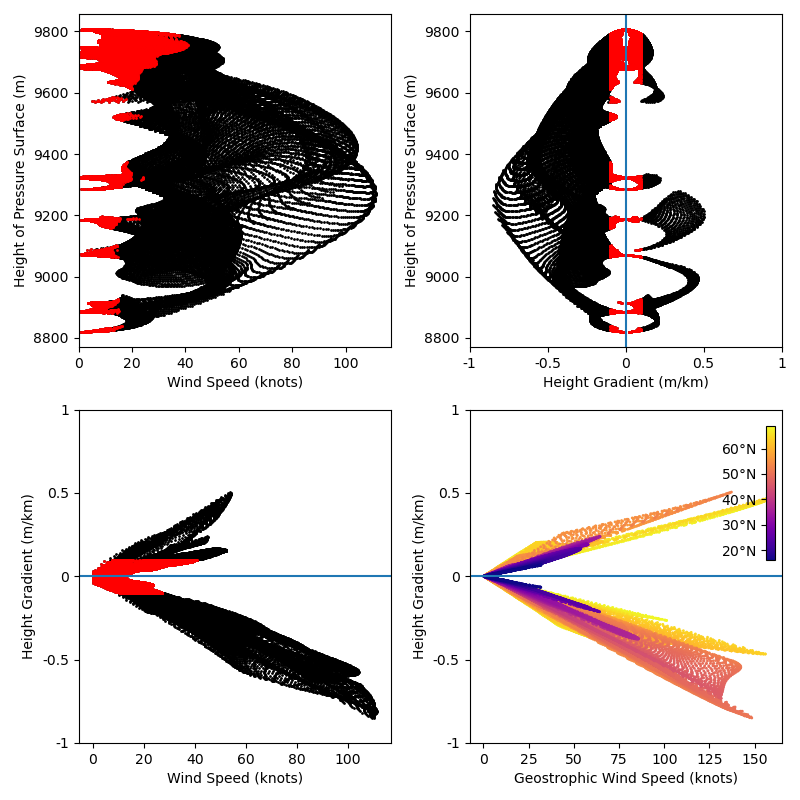 9800
9600
9400
9200
9000
8800
Height of Pressure Surface (m)
0 20 40 60 80 100
Wind Speed (knots)
9800
9600
9400
9200
9000
8800
Height of Pressure Surface (m)
-1 -0.5 0 0.5 1
Height Gradient (m/km)
1
0.5
0
-0.5
-1
Height Gradient (m/km)
0 20 40 60 80 100
Wind Speed (knots)
1
0.5
0
-0.5
-1
Height Gradient (m/km)
60°N
50°N
40°N
30°N
20°N
0 25 50 75 100 125 150
Geostrophic Wind Speed (knots)